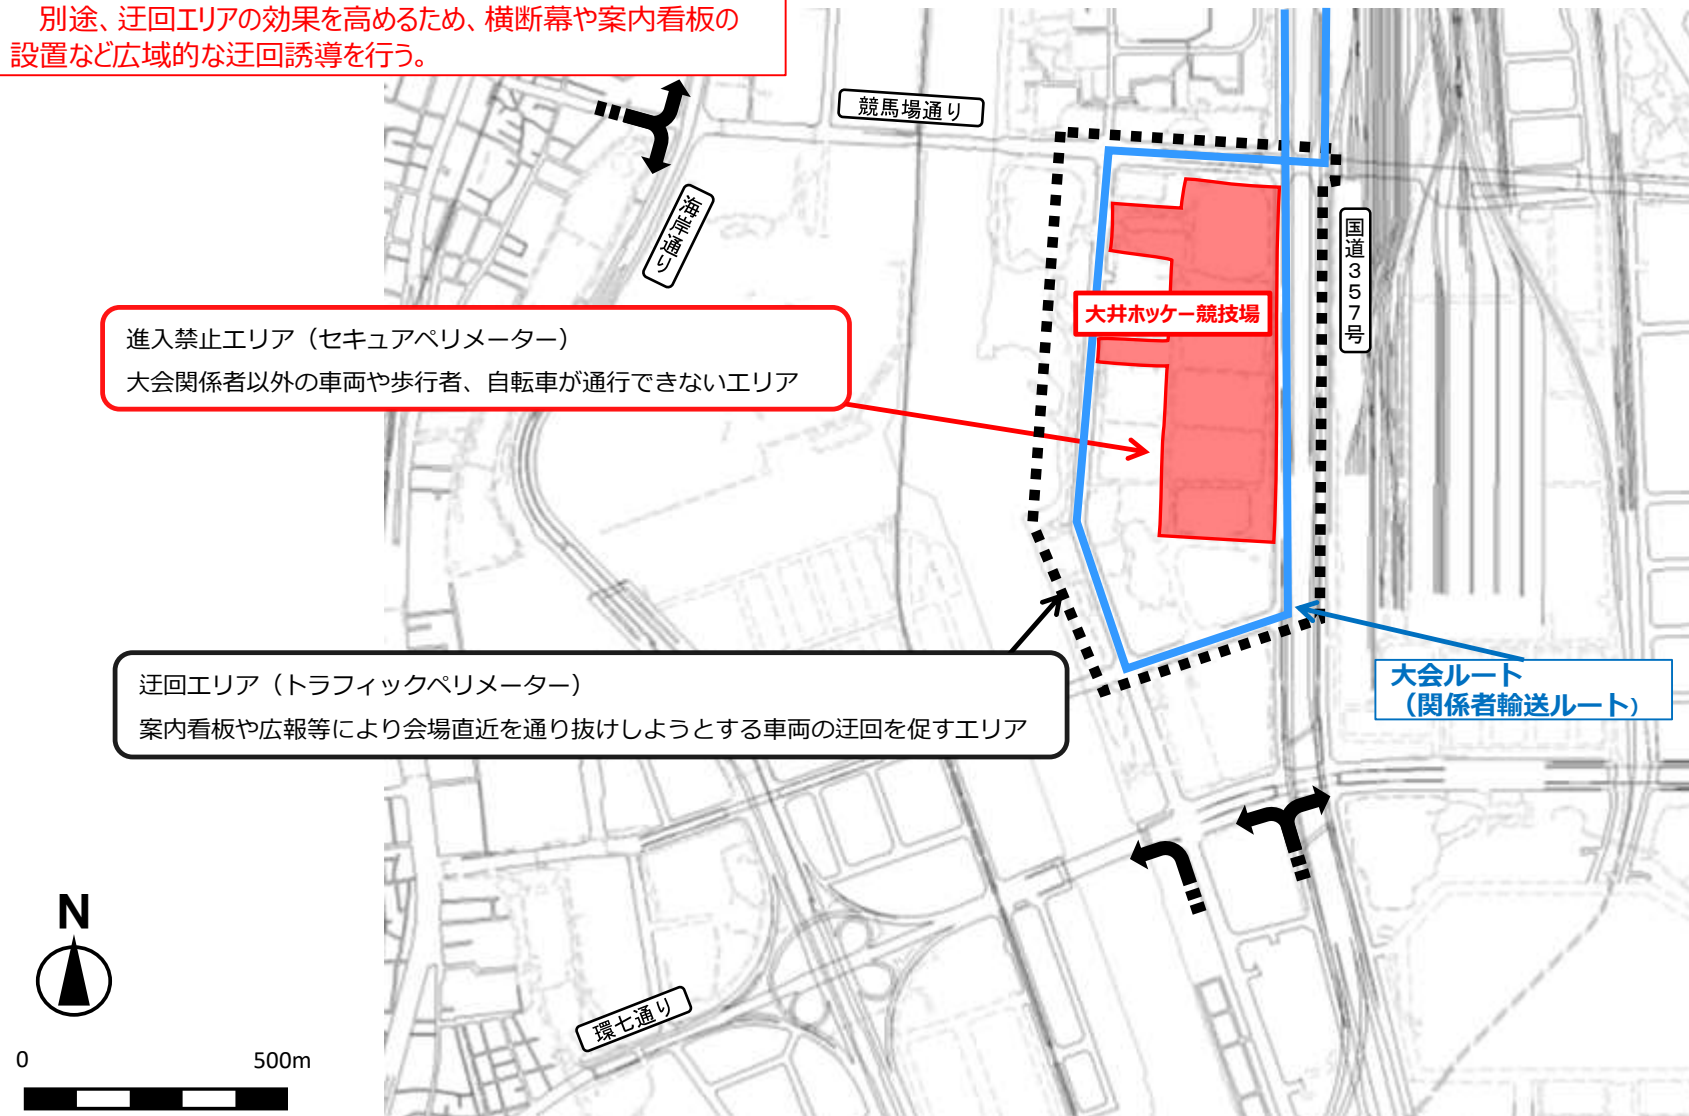 別途、迂回エリアの効果を高めるため、横断幕や案内看板の
設置など広域的な迂回誘導を行う。
競馬場通り
海岸通り
国道357号
大井ホッケー競技場
進入禁止エリア（セキュアペリメーター）
大会関係者以外の車両や歩行者、自転車が通行できないエリア
迂回エリア（トラフィックペリメーター）
案内看板や広報等により会場直近を通り抜けしようとする車両の迂回を促すエリア
大会ルート
（関係者輸送ルート）
N
環七通り
0 500m